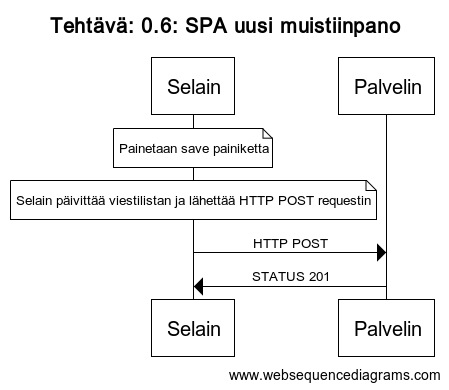 Tehtävä: 0.6: SPA uusi muistiinpano
Selain
Palvelin
Painetaan save painiketta
Selain päivittää viestilistan ja lähettää HTTP POST requestin
HTTP POST
STATUS 201
Selain
Palvelin
www.websequencediagrams.com